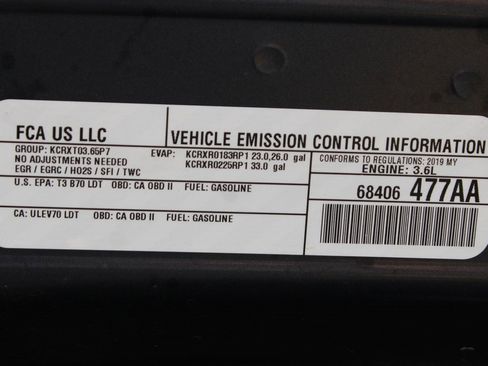 FCA US LLC
VEHICLE EMISSION CONTROL INFORMATION
GROUP: KCRXT03.65P7
NO ADJUSTMENTS NEEDED
EGR / EGRC / HO2S / SFI / TWC
EVAP: KCRXR0183RP1 23.0,26.0 gal
KCRXR0225RP1 33.0 gal
CONFORMS TO REGULATIONS: 2019 MY
ENGINE: 3.6L
U.S. EPA: T3 B70 LDT OBD: CA OBD II FUEL: GASOLINE
68406 477AA
CA: ULEV70 LDT OBD: CA OBD II FUEL: GASOLINE